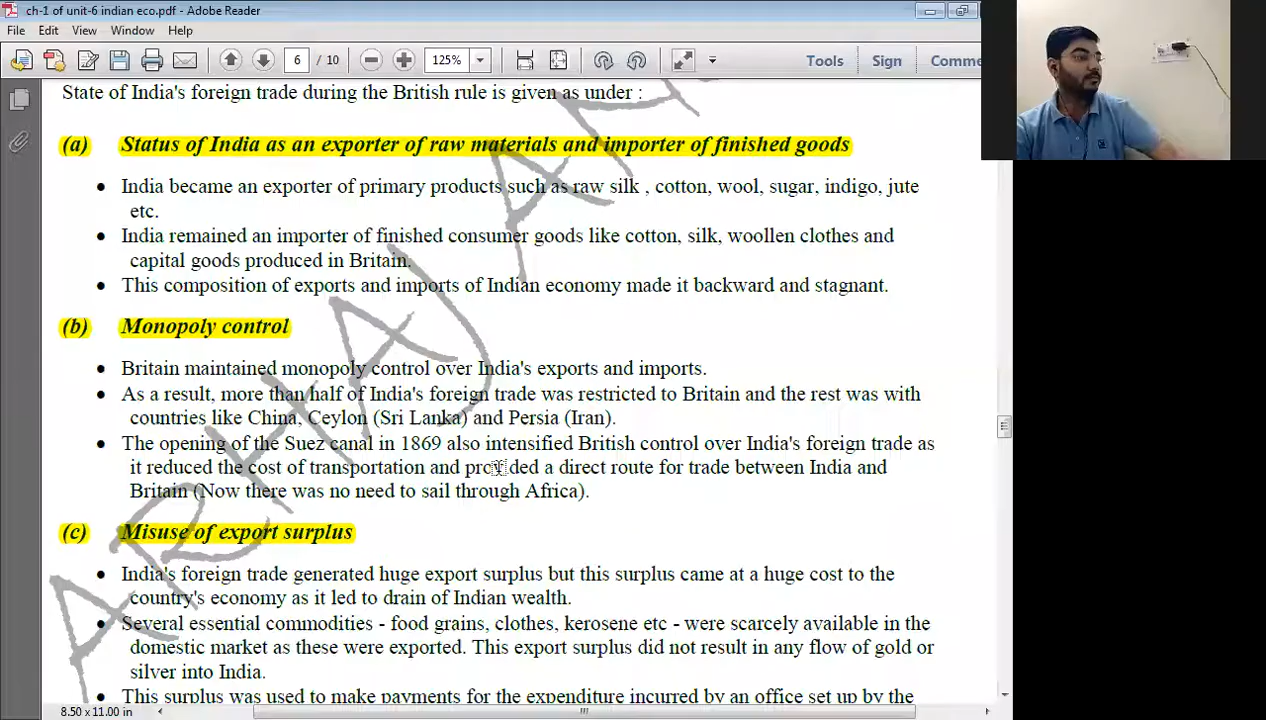 ch-1 of unit-6 indian eco.pdf - Adobe Reader
File Edit View Window Help
6 / 10 125% Tools Sign Comme
State of India's foreign trade during the British rule is given as under :
(a) Status of India as an exporter of raw materials and importer of finished goods
• India became an exporter of primary products such as raw silk , cotton, wool, sugar, indigo, jute
etc.
• India remained an importer of finished consumer goods like cotton, silk, woollen clothes and
capital goods produced in Britain.
• This composition of exports and imports of Indian economy made it backward and stagnant.
(b) Monopoly control
• Britain maintained monopoly control over India's exports and imports.
• As a result, more than half of India's foreign trade was restricted to Britain and the rest was with
countries like China, Ceylon (Sri Lanka) and Persia (Iran).
• The opening of the Suez canal in 1869 also intensified British control over India's foreign trade as
it reduced the cost of transportation and provided a direct route for trade between India and
Britain (Now there was no need to sail through Africa).
(c) Misuse of export surplus
• India's foreign trade generated huge export surplus but this surplus came at a huge cost to the
country's economy as it led to drain of Indian wealth.
• Several essential commodities - food grains, clothes, kerosene etc - were scarcely available in the
domestic market as these were exported. This export surplus did not result in any flow of gold or
silver into India.
• This surplus was used to make payments for the expenditure incurred by an office set up by the
8.50 x 11.00 in